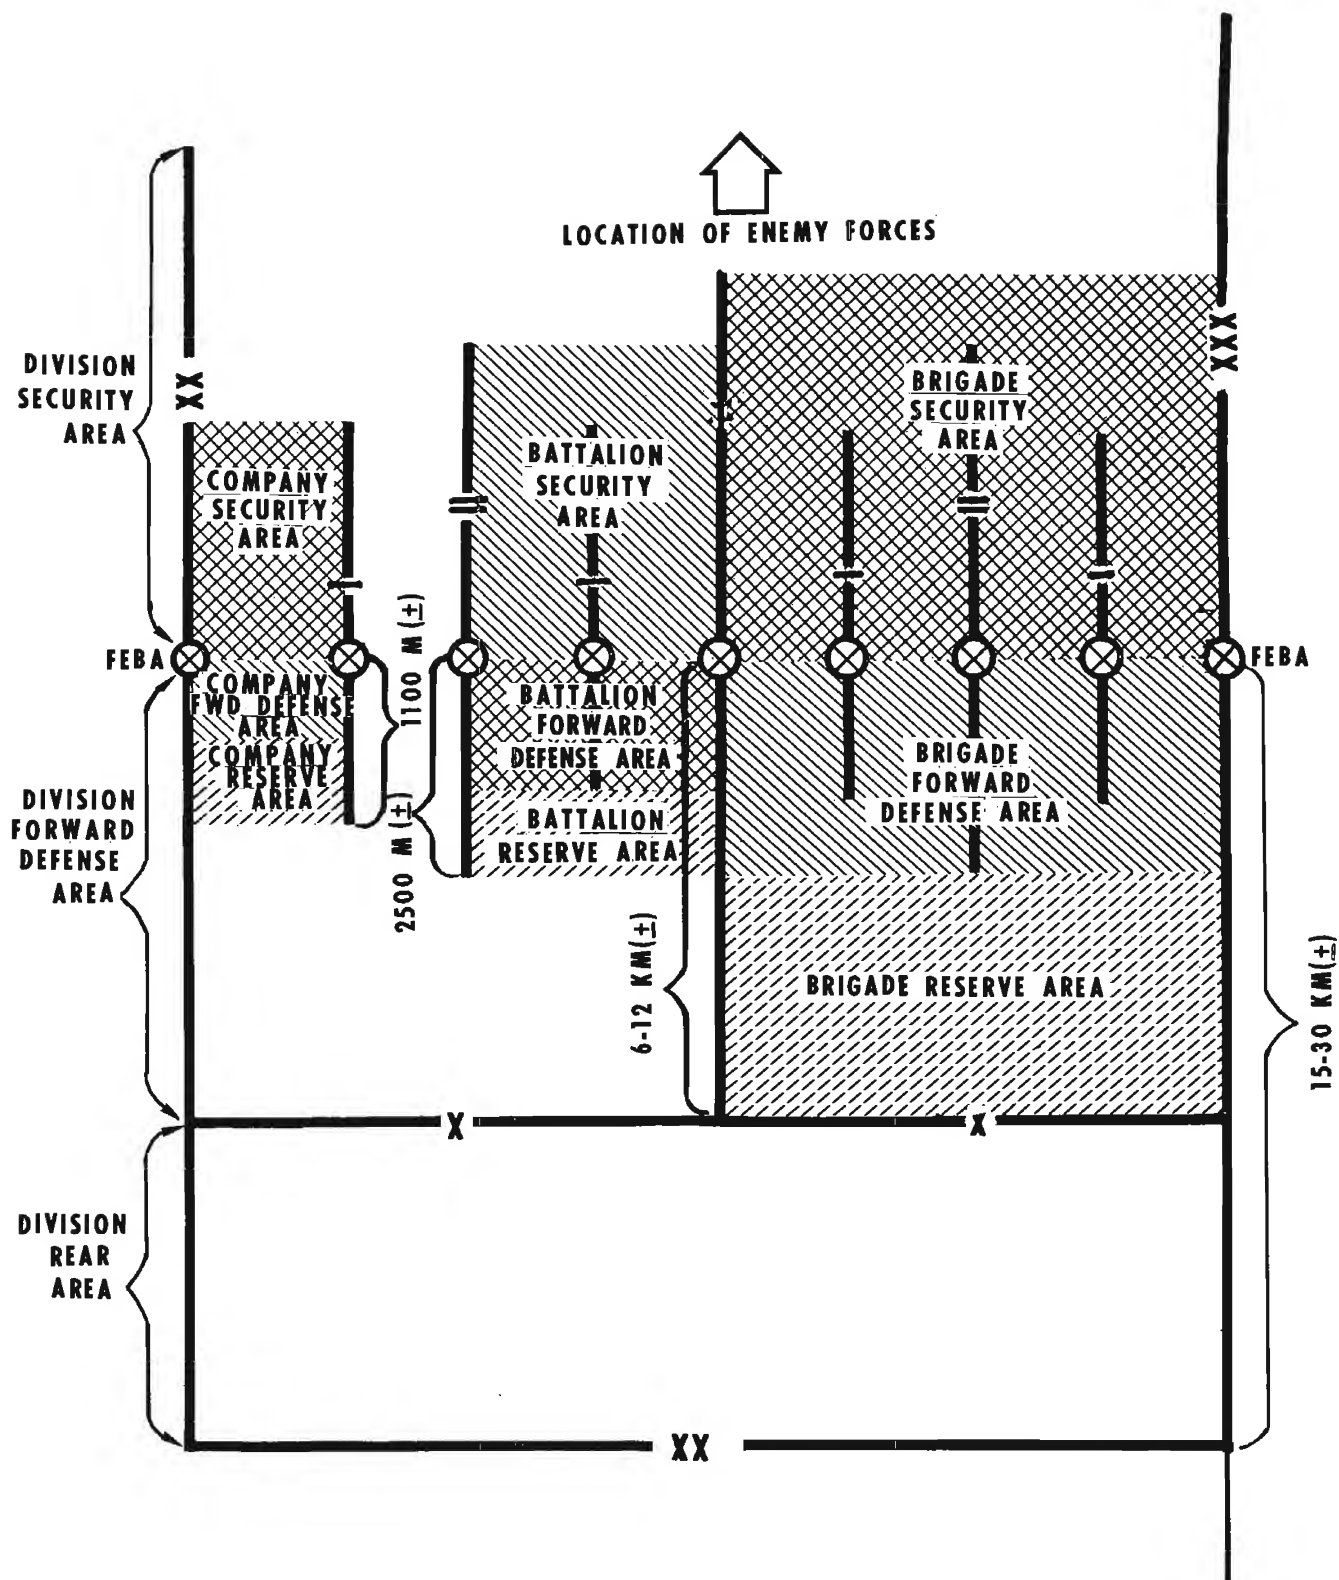 LOCATION OF ENEMY FORCES
XXX
DIVISION
SECURITY
AREA
XX
BRIGADE
SECURITY
AREA
BATTALION
SECURITY
AREA
COMPANY
SECURITY
AREA
1100 M (±)
FEBA
FEBA
COMPANY
FWD DEFENSE
AREA
COMPANY
RESERVE
AREA
BATTALION
FORWARD
DEFENSE AREA
BRIGADE
FORWARD
DEFENSE AREA
DIVISION
FORWARD
DEFENSE
AREA
2500 M (±)
BATTALION
RESERVE AREA
6-12 KM(±)
BRIGADE RESERVE AREA
15-30 KM(±)
X
X
DIVISION
REAR
AREA
XX